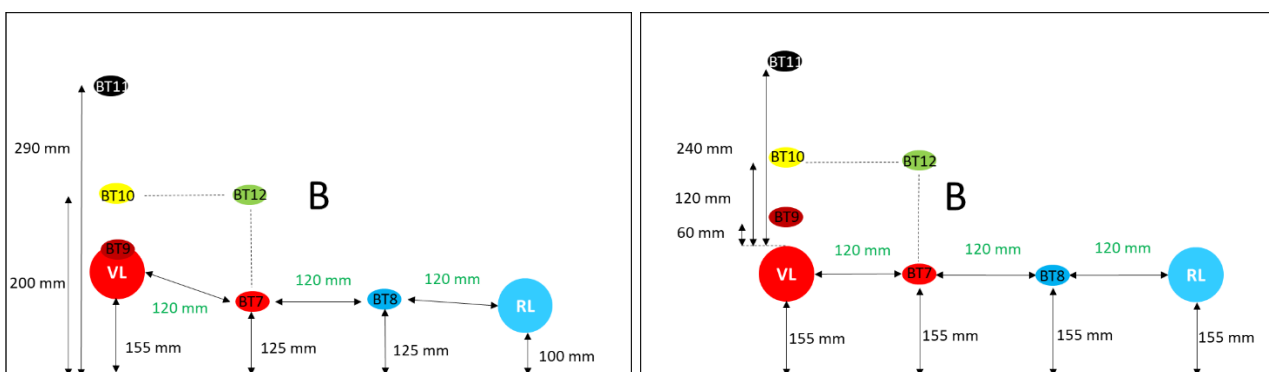 BT11
290 mm
BT10
BT12
B
BT9
VL
200 mm
120 mm
120 mm
120 mm
BT7
BT8
RL
155 mm
125 mm
125 mm
100 mm
BT11
240 mm
BT10
BT12
120 mm
B
BT9
60 mm
120 mm
120 mm
120 mm
VL
BT7
BT8
RL
155 mm
155 mm
155 mm
155 mm